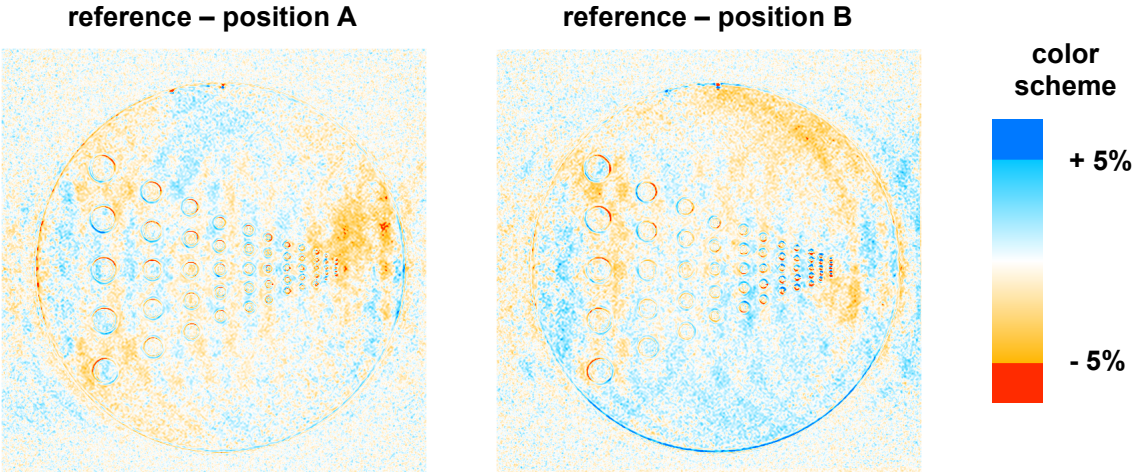 reference – position A
reference – position B
color
scheme
+ 5%
- 5%